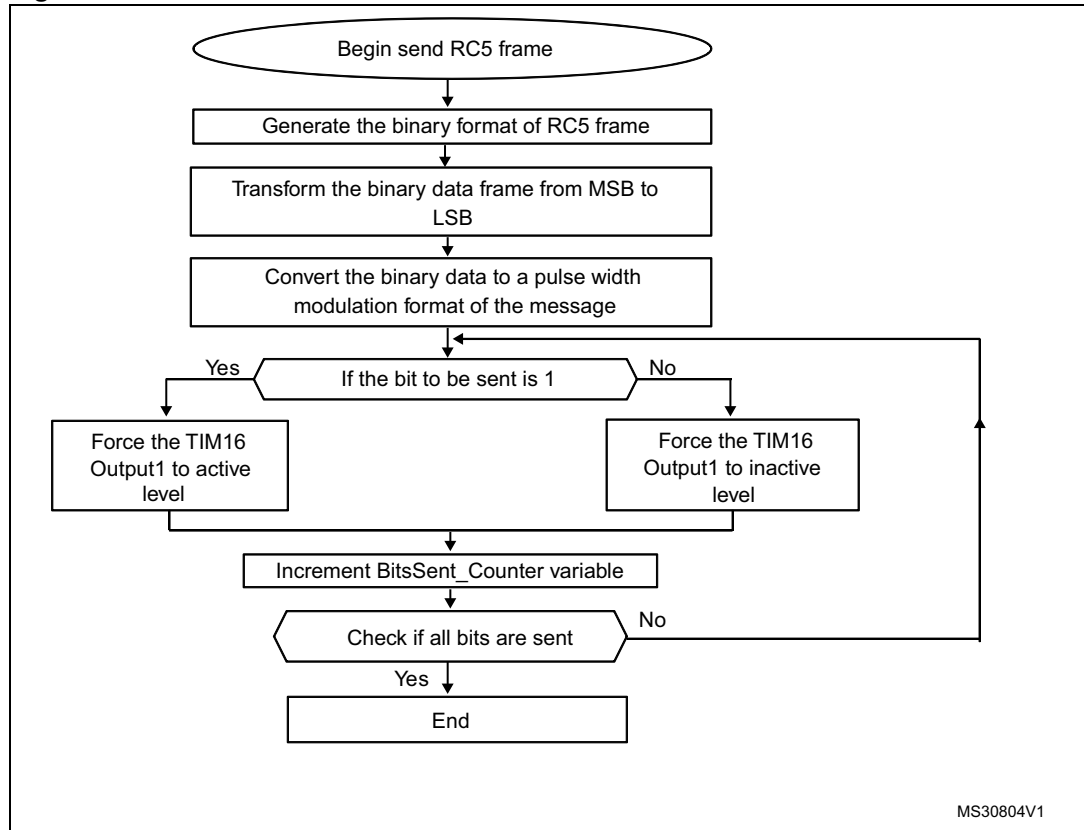 Begin send RC5 frame
Generate the binary format of RC5 frame
Transform the binary data frame from MSB to
LSB
Convert the binary data to a pulse width
modulation format of the message
Yes
If the bit to be sent is 1
No
Force the TIM16
Output1 to active
level
Force the TIM16
Output1 to inactive
level
Increment BitsSent_Counter variable
Check if all bits are sent
No
Yes
End
MS30804V1